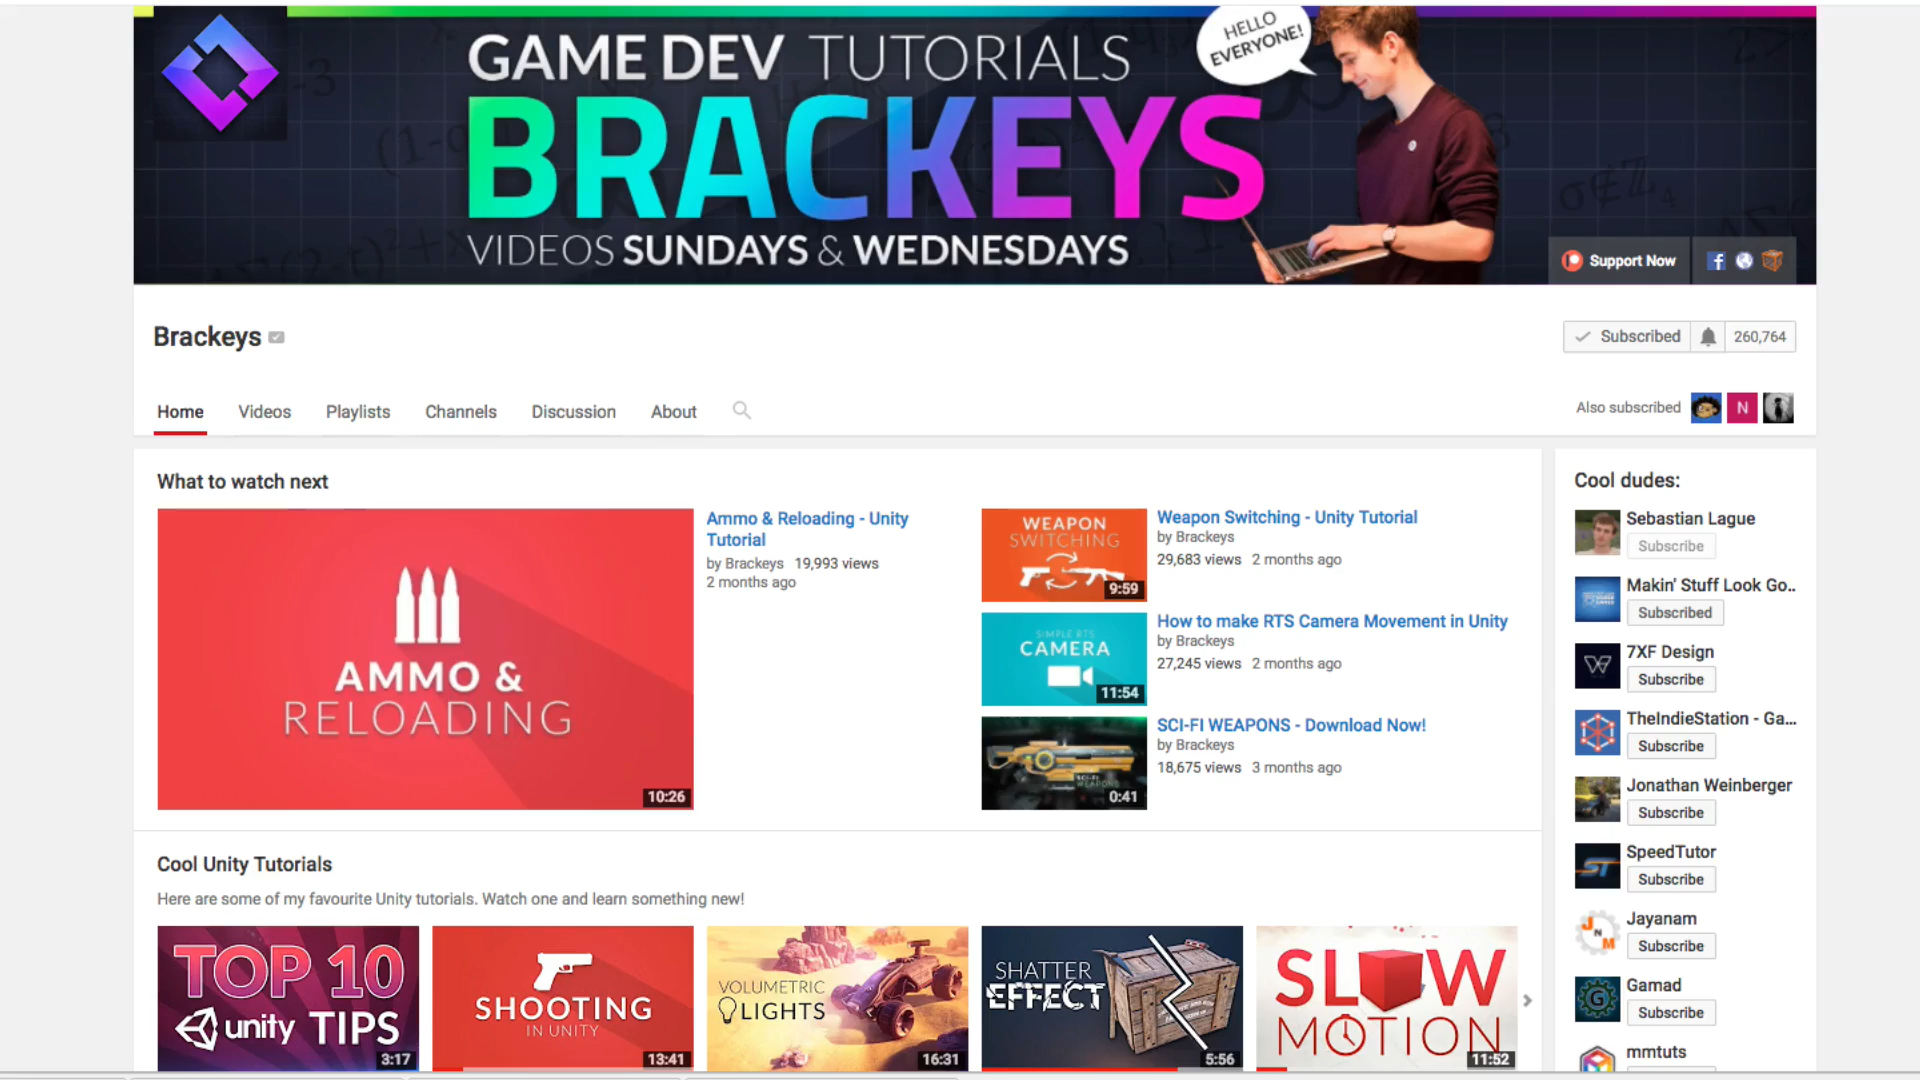 GAME DEV TUTORIALS
HELLO
EVERYONE!
BRACKEYS
VIDEOS SUNDAYS & WEDNESDAYS
Support Now
Brackeys
Subscribed
260,764
Home
Videos
Playlists
Channels
Discussion
About
Also subscribed
N
What to watch next
AMMO &
RELOADING
10:26
Ammo & Reloading - Unity
Tutorial
by Brackeys 19,993 views
2 months ago
WEAPON
SWITCHING
9:59
Weapon Switching - Unity Tutorial
by Brackeys
29,683 views 2 months ago
SIMPLE RTS
CAMERA
11:54
How to make RTS Camera Movement in Unity
by Brackeys
27,245 views 2 months ago
SCI-FI
WEAPONS
0:41
SCI-FI WEAPONS - Download Now!
by Brackeys
18,675 views 3 months ago
Cool Unity Tutorials
Here are some of my favourite Unity tutorials. Watch one and learn something new!
TOP 10
unity TIPS
3:17
SHOOTING
IN UNITY
13:41
VOLUMETRIC
LIGHTS
16:31
SHATTER
EFFECT
5:56
SLOW
MOTION
11:52
Cool dudes:
Sebastian Lague
Subscribe
Makin' Stuff Look Go..
Subscribed
7XF Design
Subscribe
TheIndieStation - Ga...
Subscribe
Jonathan Weinberger
Subscribe
ST
SpeedTutor
Subscribe
JNM
Jayanam
Subscribe
G
Gamad
Subscribe
mmtuts